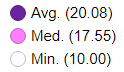 Avg. (20.08)
Med. (17.55)
Min. (10.00)